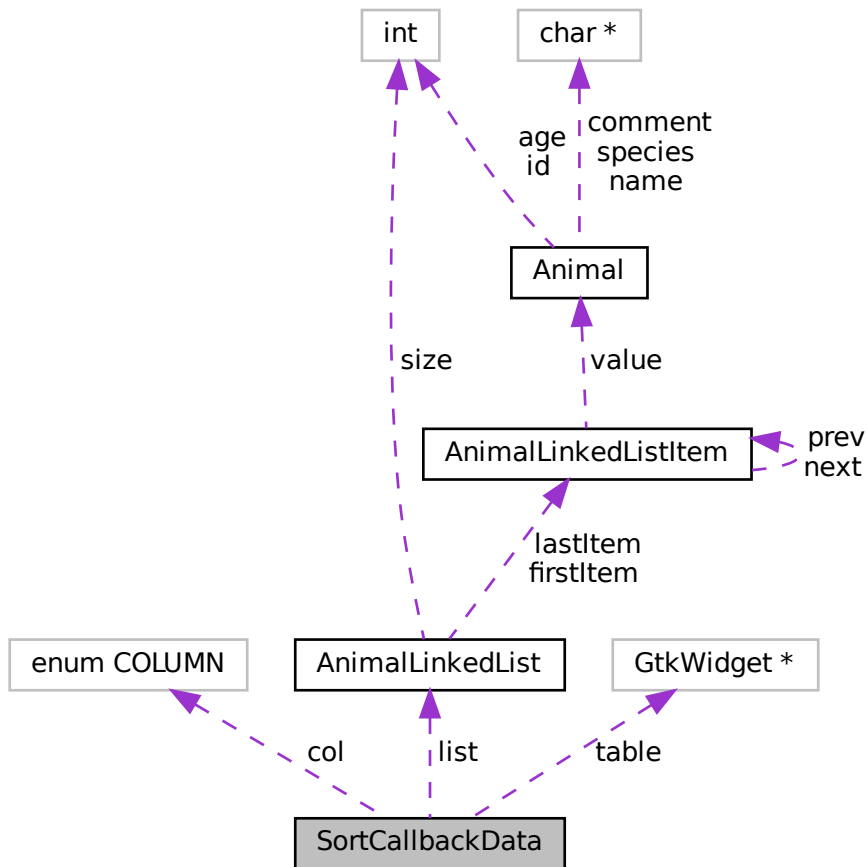 int
char *
age
id
comment
species
name
Animal
size
value
AnimalLinkedListItem
prev
next
lastItem
firstItem
enum COLUMN
AnimalLinkedList
GtkWidget *
col
list
table
SortCallbackData